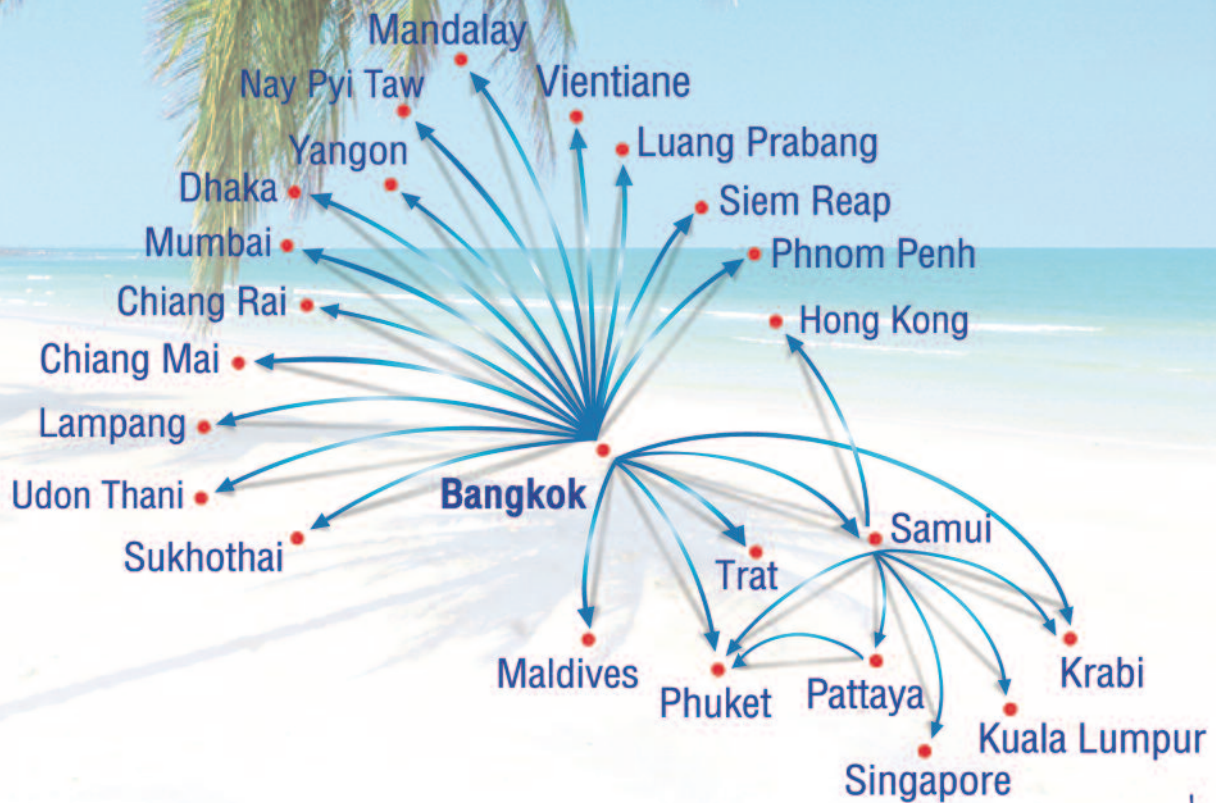 Mandalay
Nay Pyi Taw
Vientiane
Yangon
Luang Prabang
Dhaka
Siem Reap
Mumbai
Phnom Penh
Chiang Rai
Hong Kong
Chiang Mai
Lampang
Udon Thani
Bangkok
Sukhothai
Samui
Trat
Maldives
Phuket
Pattaya
Krabi
Kuala Lumpur
Singapore